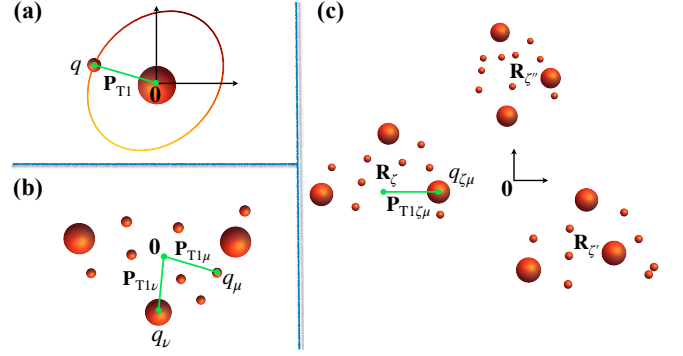 (a)
q
P_T1
0
(b)
0
P_T1μ
P_T1ν
q_μ
q_ν
(c)
R_ζ″
R_ζ
q_ζμ
P_T1ζμ
0
R_ζ′